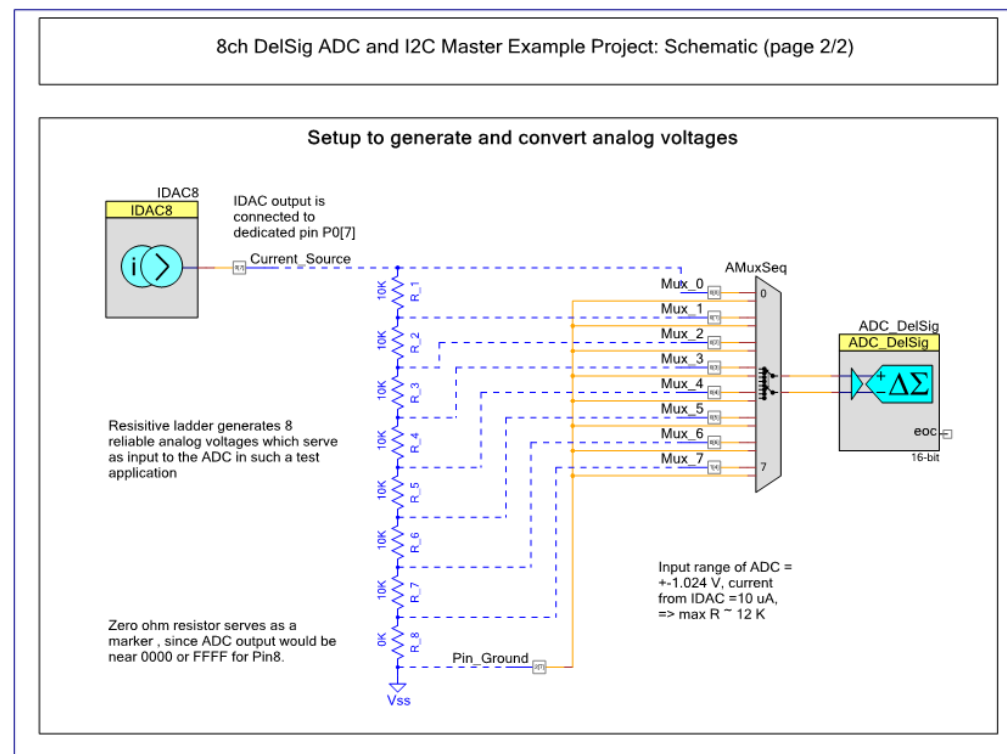 8ch DelSig ADC and I2C Master Example Project: Schematic (page 2/2)
Setup to generate and convert analog voltages
IDAC8
IDAC8
i
IDAC output is
connected to
dedicated pin P0[7]
Current_Source
10K
R_1
10K
R_2
10K
R_3
10K
R_4
10K
R_5
10K
R_6
10K
R_7
0K
R_8
Resisitive ladder generates 8
reliable analog voltages which serve
as input to the ADC in such a test
application
Zero ohm resistor serves as a
marker , since ADC output would be
near 0000 or FFFF for Pin8.
Pin_Ground
Vss
Mux_0
Mux_1
Mux_2
Mux_3
Mux_4
Mux_5
Mux_6
Mux_7
AMuxSeq
0
7
ADC_DelSig
ADC_DelSig
+
-
ΔΣ
eoc
16-bit
Input range of ADC =
+-1.024 V, current
from IDAC =10 uA,
=> max R ~ 12 K